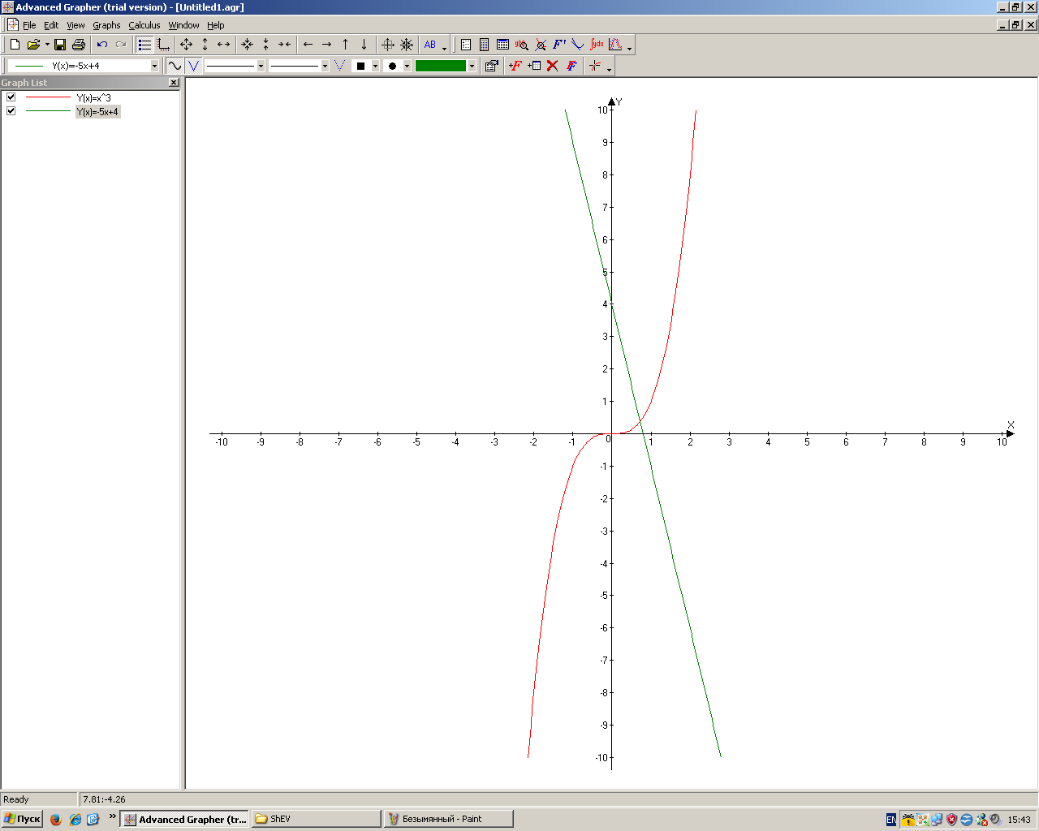 Advanced Grapher (trial version) - [Untitled1.agr]
File Edit View Graphs Calculus Window Help
AB F' ∫ydx
Y(x)=-5x+4 +F F
Graph List
Y(x)=x^3
Y(x)=-5x+4
Y
10
9
8
7
6
5
4
3
2
1
X
-10 -9 -8 -7 -6 -5 -4 -3 -2 -1 0 1 2 3 4 5 6 7 8 9 10
-1
-2
-3
-4
-5
-6
-7
-8
-9
-10
Ready 7.81:-4.26
Пуск » Advanced Grapher (tr... ShEV Безымянный - Paint EN 15:43